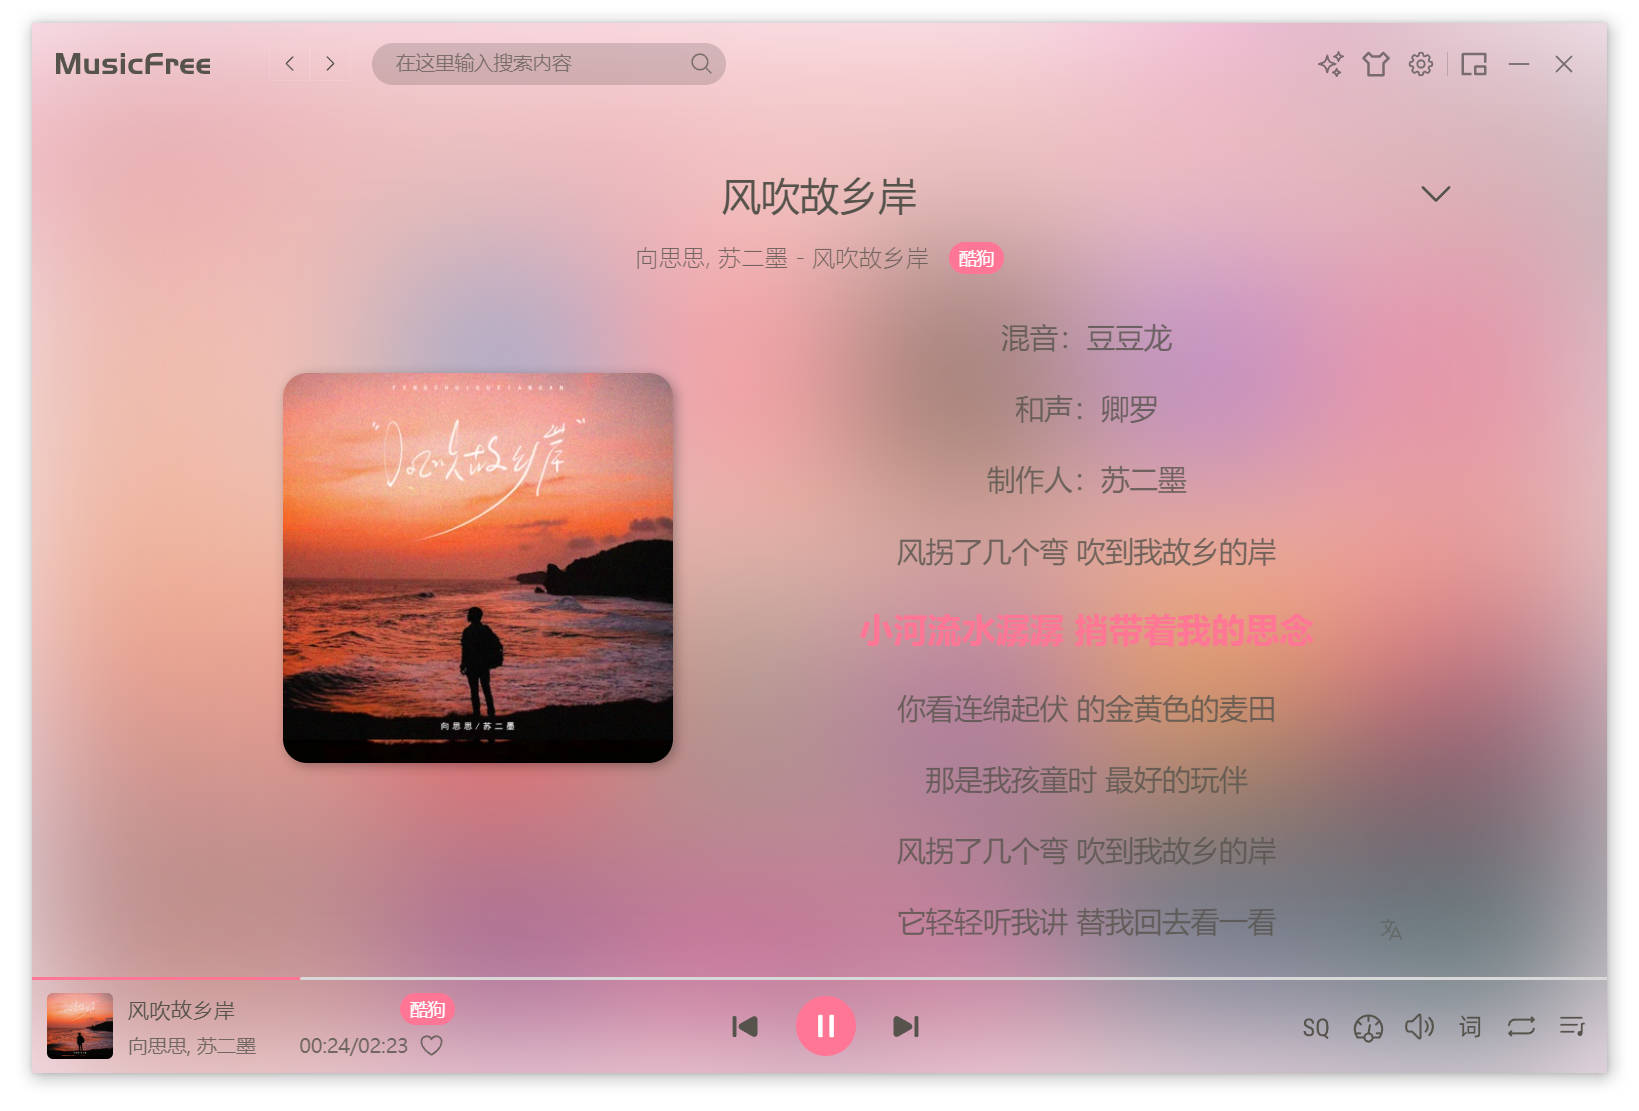 MusicFree
在这里输入搜索内容
风吹故乡岸
向思思, 苏二墨 - 风吹故乡岸 酷狗
混音：豆豆龙
和声：卿罗
制作人：苏二墨
风拐了几个弯 吹到我故乡的岸
小河流水潺潺 捎带着我的思念
你看连绵起伏 的金黄色的麦田
那是我孩童时 最好的玩伴
风拐了几个弯 吹到我故乡的岸
它轻轻听我讲 替我回去看一看
FENGCHUIGUXIANGAN
“风吹故乡岸”
向思思/苏二墨
风吹故乡岸 酷狗
向思思, 苏二墨 00:24/02:23
SQ 词